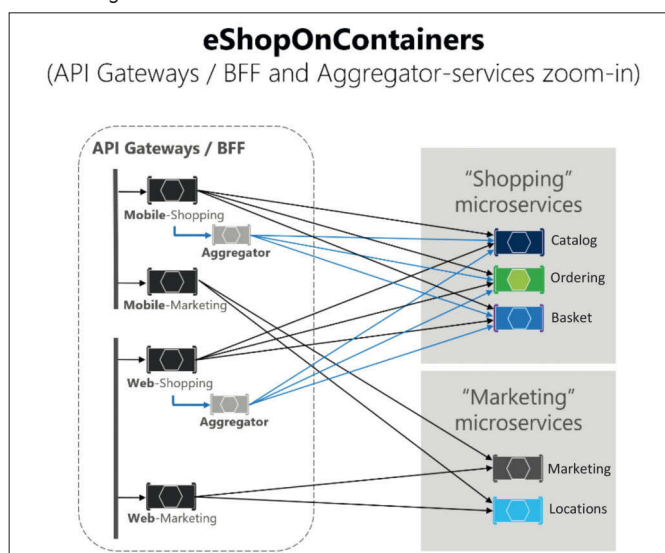 eShopOnContainers
(API Gateways / BFF and Aggregator-services zoom-in)
API Gateways / BFF
Mobile-Shopping
Aggregator
Mobile-Marketing
Web-Shopping
Aggregator
Web-Marketing
"Shopping"
microservices
Catalog
Ordering
Basket
"Marketing"
microservices
Marketing
Locations